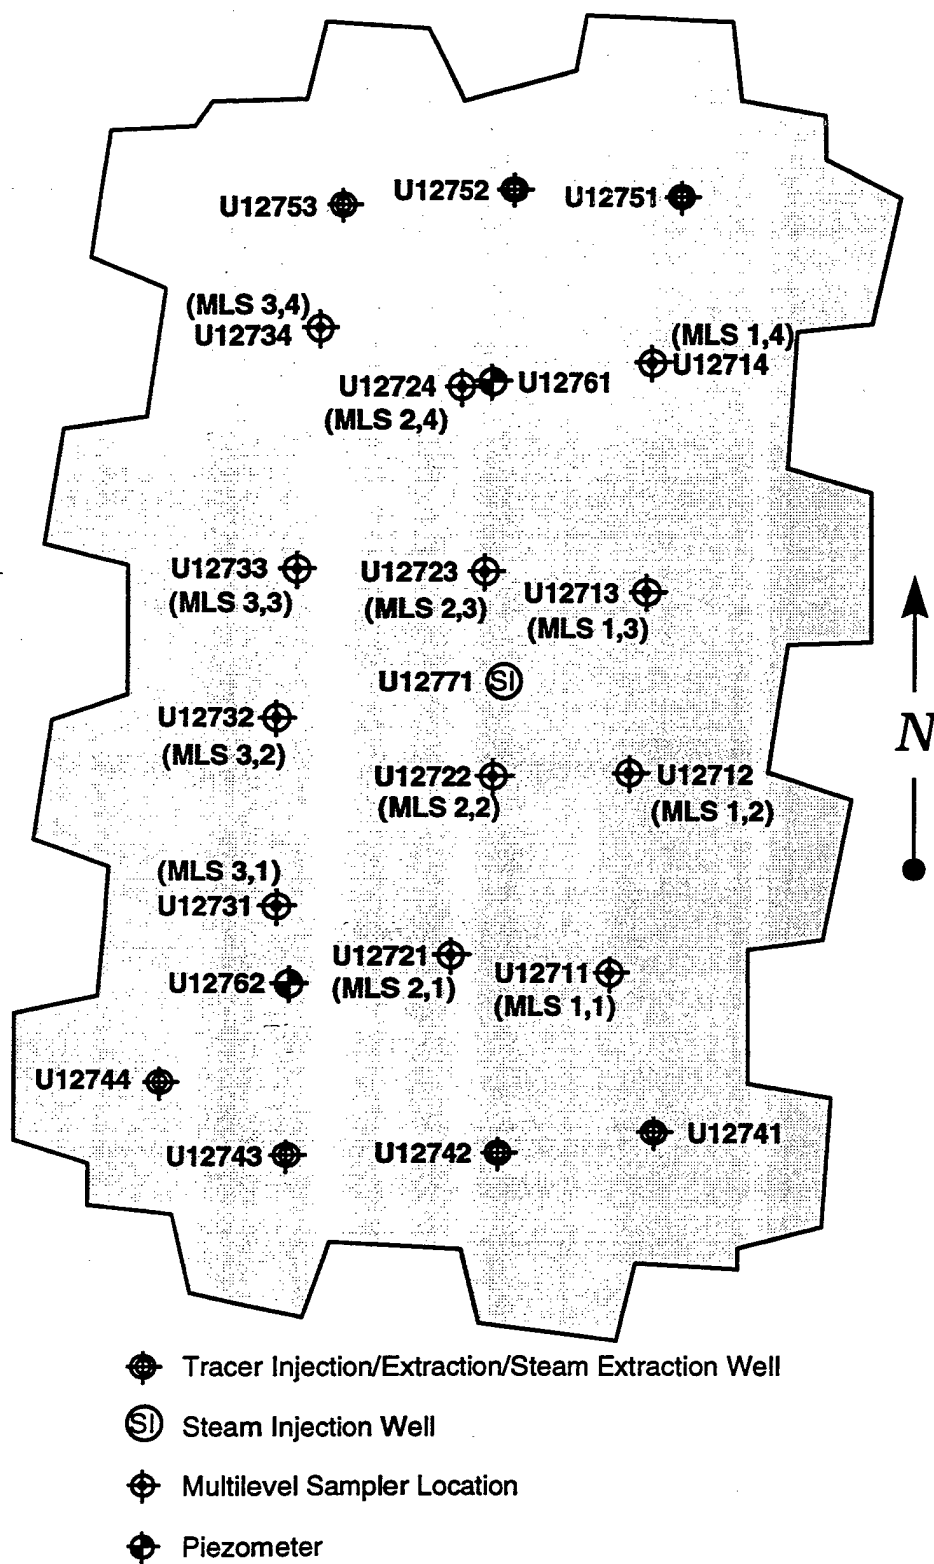 U12753
U12752
U12751
(MLS 3,4)
U12734
(MLS 1,4)
U12714
U12724
(MLS 2,4)
U12761
U12733
(MLS 3,3)
U12723
(MLS 2,3)
U12713
(MLS 1,3)
U12771
SI
U12732
(MLS 3,2)
U12722
(MLS 2,2)
U12712
(MLS 1,2)
N
(MLS 3,1)
U12731
U12721
(MLS 2,1)
U12711
(MLS 1,1)
U12762
U12744
U12743
U12742
U12741
Tracer Injection/Extraction/Steam Extraction Well
SI Steam Injection Well
Multilevel Sampler Location
Piezometer